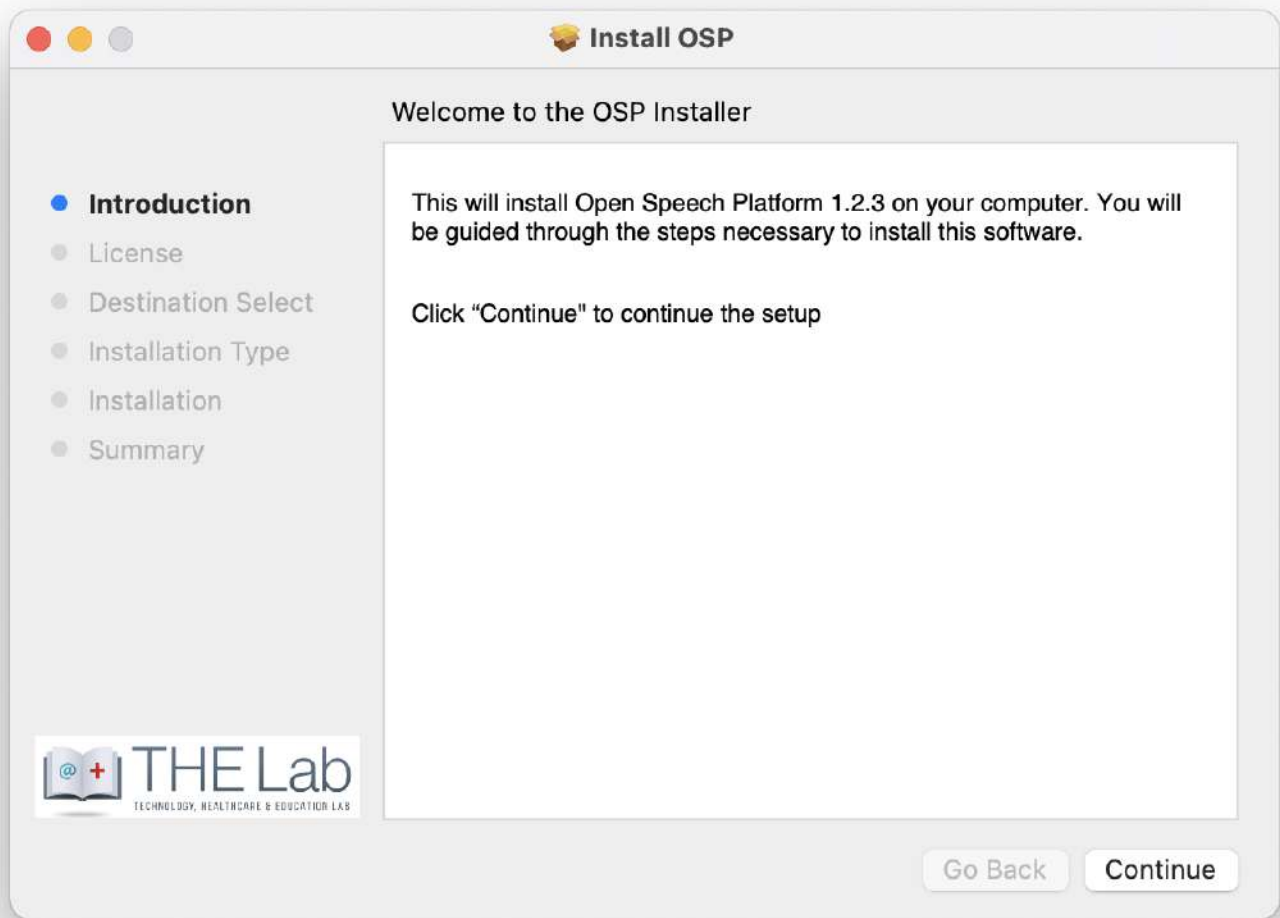 Install OSP
Welcome to the OSP Installer
Introduction
License
Destination Select
Installation Type
Installation
Summary
This will install Open Speech Platform 1.2.3 on your computer. You will
be guided through the steps necessary to install this software.
Click “Continue" to continue the setup
@ + THE Lab
TECHNOLOGY, HEALTHCARE & EDUCATION LAB
Go Back
Continue